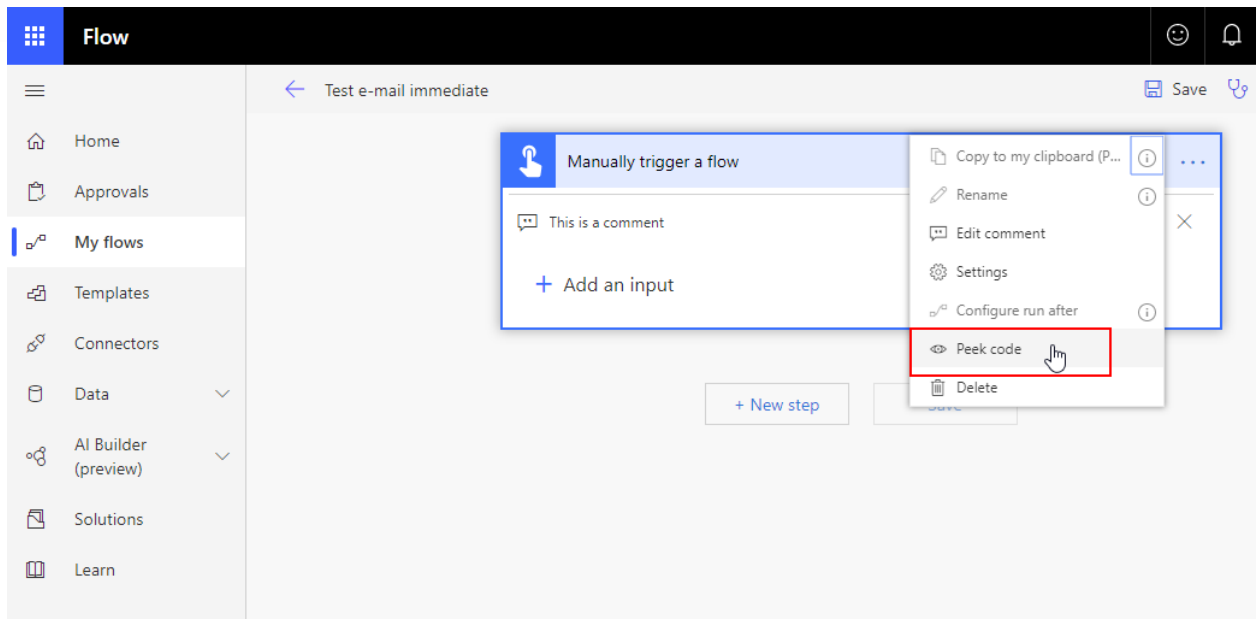 Flow
Test e-mail immediate
Save
Home
Approvals
My flows
Templates
Connectors
Data
AI Builder
(preview)
Solutions
Learn
Manually trigger a flow
This is a comment
+ Add an input
Copy to my clipboard (P...
Rename
Edit comment
Settings
Configure run after
Peek code
Delete
+ New step
Save